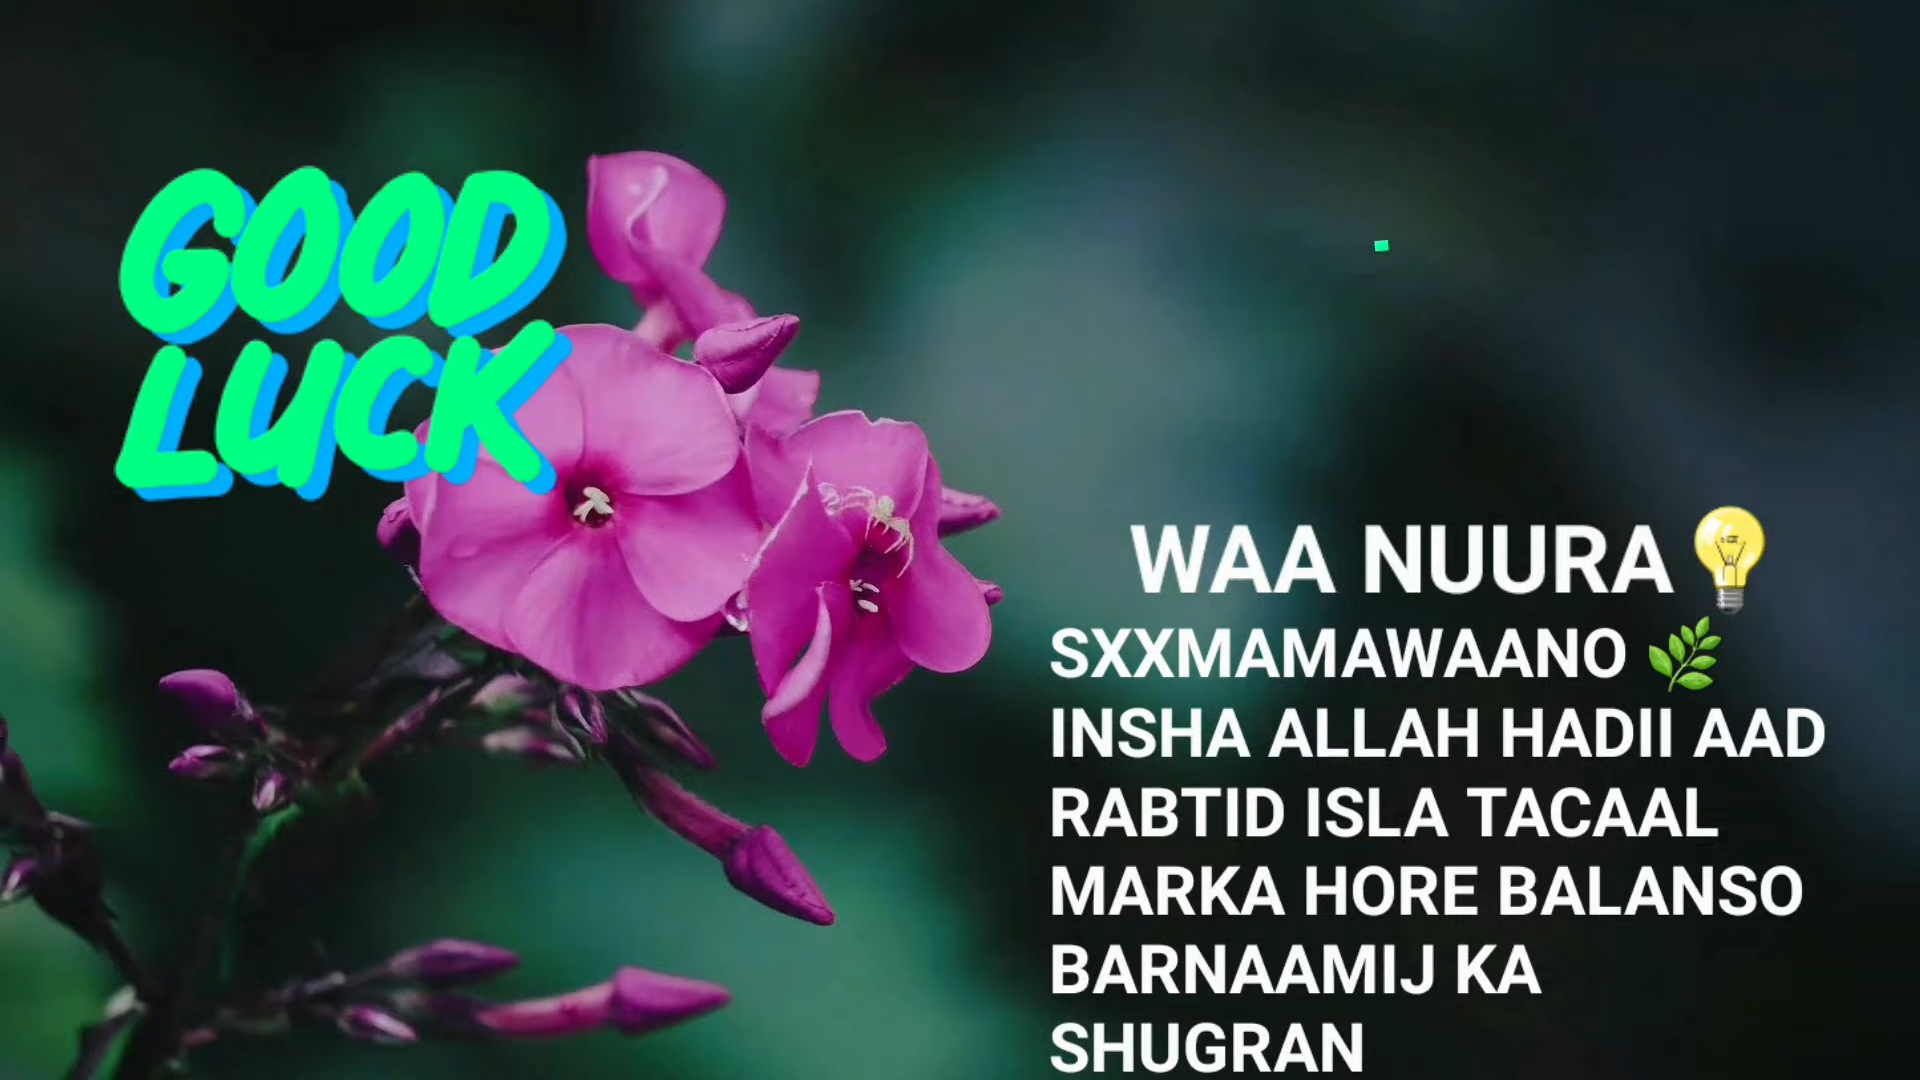 GOOD
LUCK
WAA NUURA💡
SXXMAMAWAANO 🌿
INSHA ALLAH HADII AAD
RABTID ISLA TACAAL
MARKA HORE BALANSO
BARNAAMIJ KA
SHUGRAN